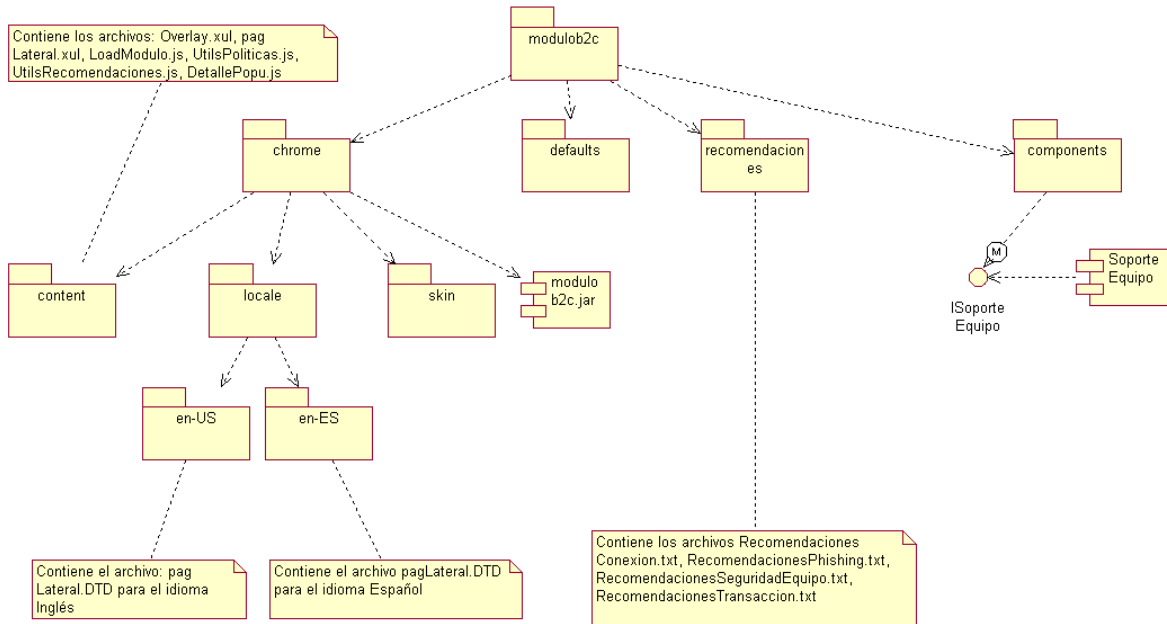 Contiene los archivos: Overlay.xul, pag
Lateral.xul, LoadModulo.js, UtilsPoliticas.js,
UtilsRecomendaciones.js, DetallePopu.js
modulob2c
chrome
defaults
recomendacion
es
components
content
locale
skin
modulo
b2c.jar
M
ISoporte
Equipo
Soporte
Equipo
en-US
en-ES
Contiene el archivo: pag
Lateral.DTD para el idioma
Inglés
Contiene el archivo pagLateral.DTD
para el idioma Español
Contiene los archivos Recomendaciones
Conexion.txt, RecomendacionesPhishing.txt,
RecomendacionesSeguridadEquipo.txt,
RecomendacionesTransaccion.txt